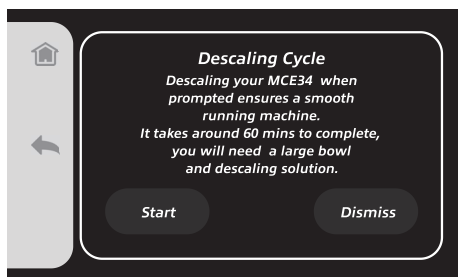 Descaling Cycle
Descaling your MCE34 when
prompted ensures a smooth
running machine.
It takes around 60 mins to complete,
you will need a large bowl
and descaling solution.
Start
Dismiss